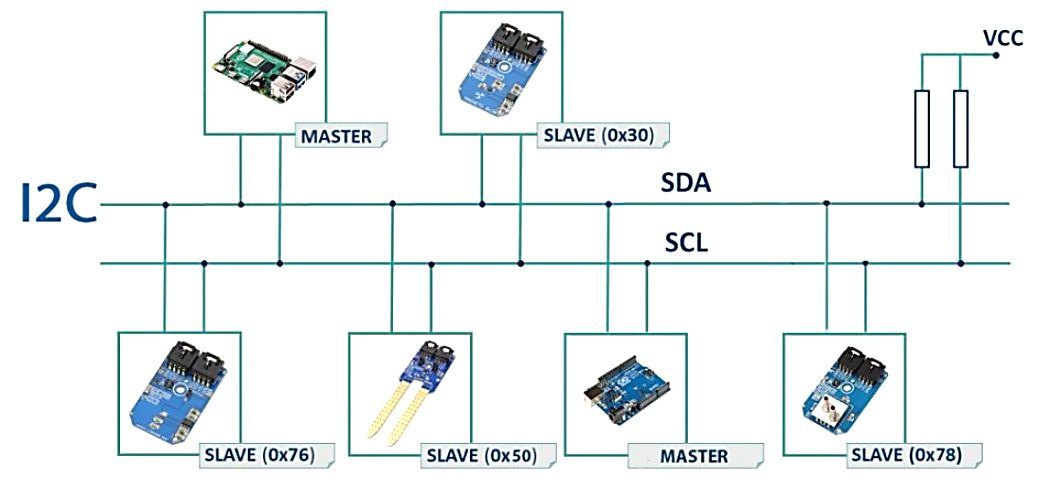 VCC
MASTER
SLAVE (0x30)
I2C
SDA
SCL
SLAVE (0x76)
SLAVE (0x50)
MASTER
SLAVE (0x78)